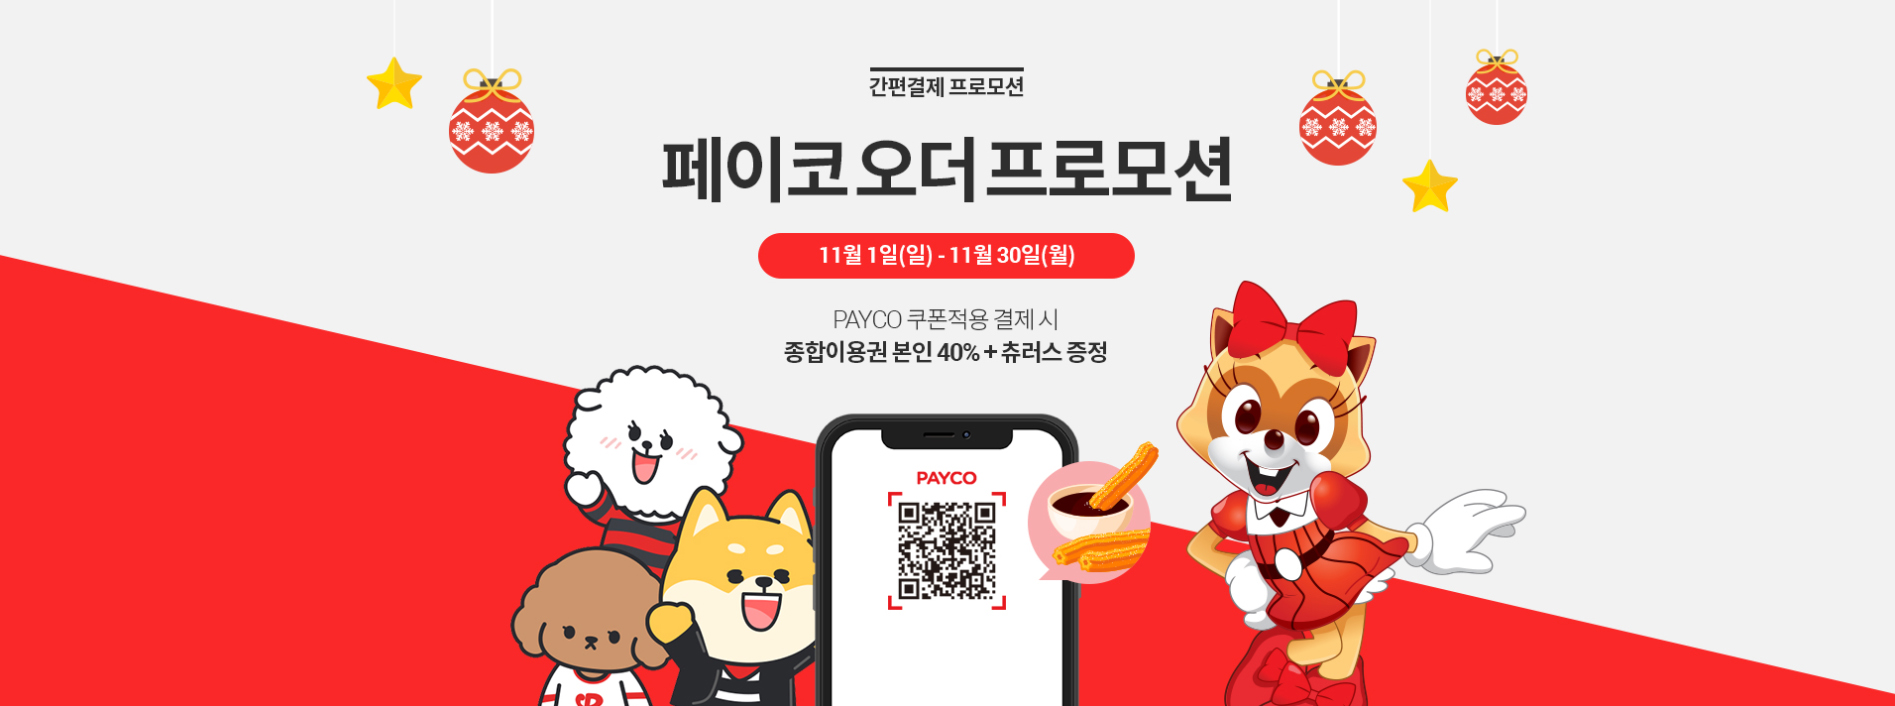 간편결제 프로모션
페이코 오더 프로모션
11월 1일(일) - 11월 30일(월)
PAYCO 쿠폰적용 결제 시
종합이용권 본인 40% + 츄러스 증정
PAYCO